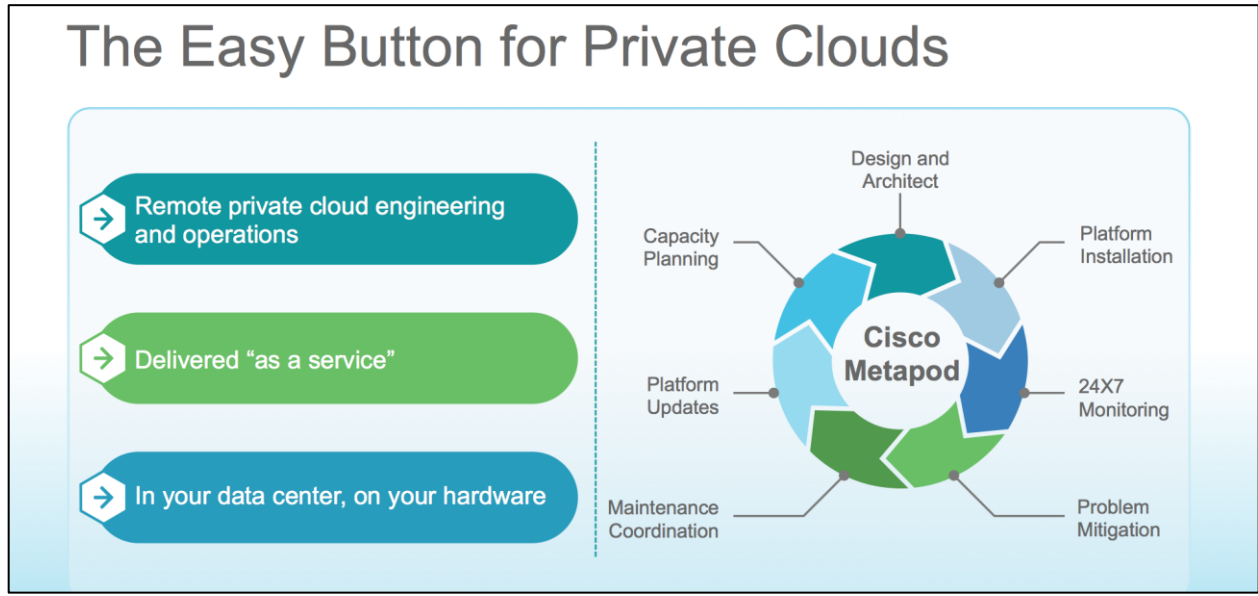 The Easy Button for Private Clouds
Remote private cloud engineering
and operations
Delivered “as a service”
In your data center, on your hardware
Design and
Architect
Platform
Installation
24X7
Monitoring
Problem
Mitigation
Maintenance
Coordination
Platform
Updates
Capacity
Planning
Cisco
Metapod